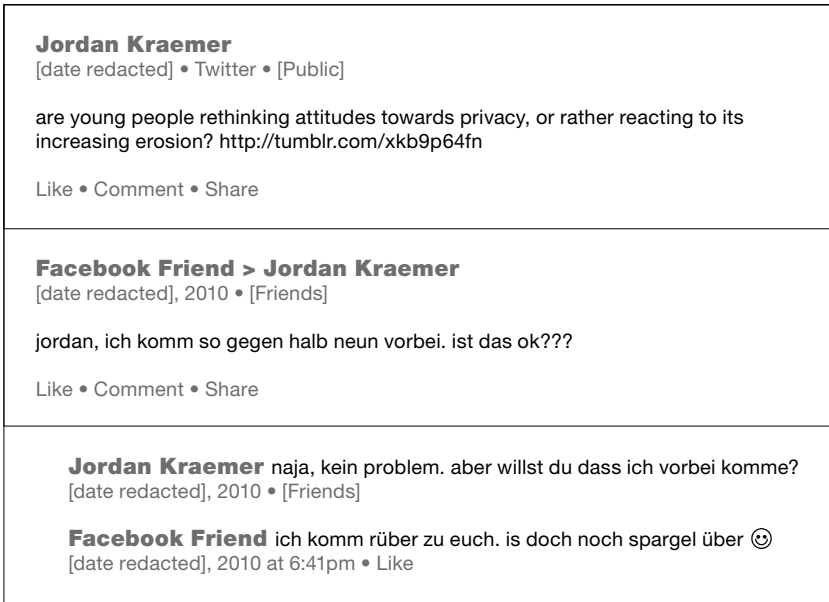 Jordan Kraemer
[date redacted] • Twitter • [Public]
are young people rethinking attitudes towards privacy, or rather reacting to its
increasing erosion? http://tumblr.com/xkb9p64fn
Like • Comment • Share
Facebook Friend > Jordan Kraemer
[date redacted], 2010 • [Friends]
jordan, ich komm so gegen halb neun vorbei. ist das ok???
Like • Comment • Share
Jordan Kraemer naja, kein problem. aber willst du dass ich vorbei komme?
[date redacted], 2010 • [Friends]
Facebook Friend ich komm rüber zu euch. is doch noch spargel über ☺
[date redacted], 2010 at 6:41pm • Like